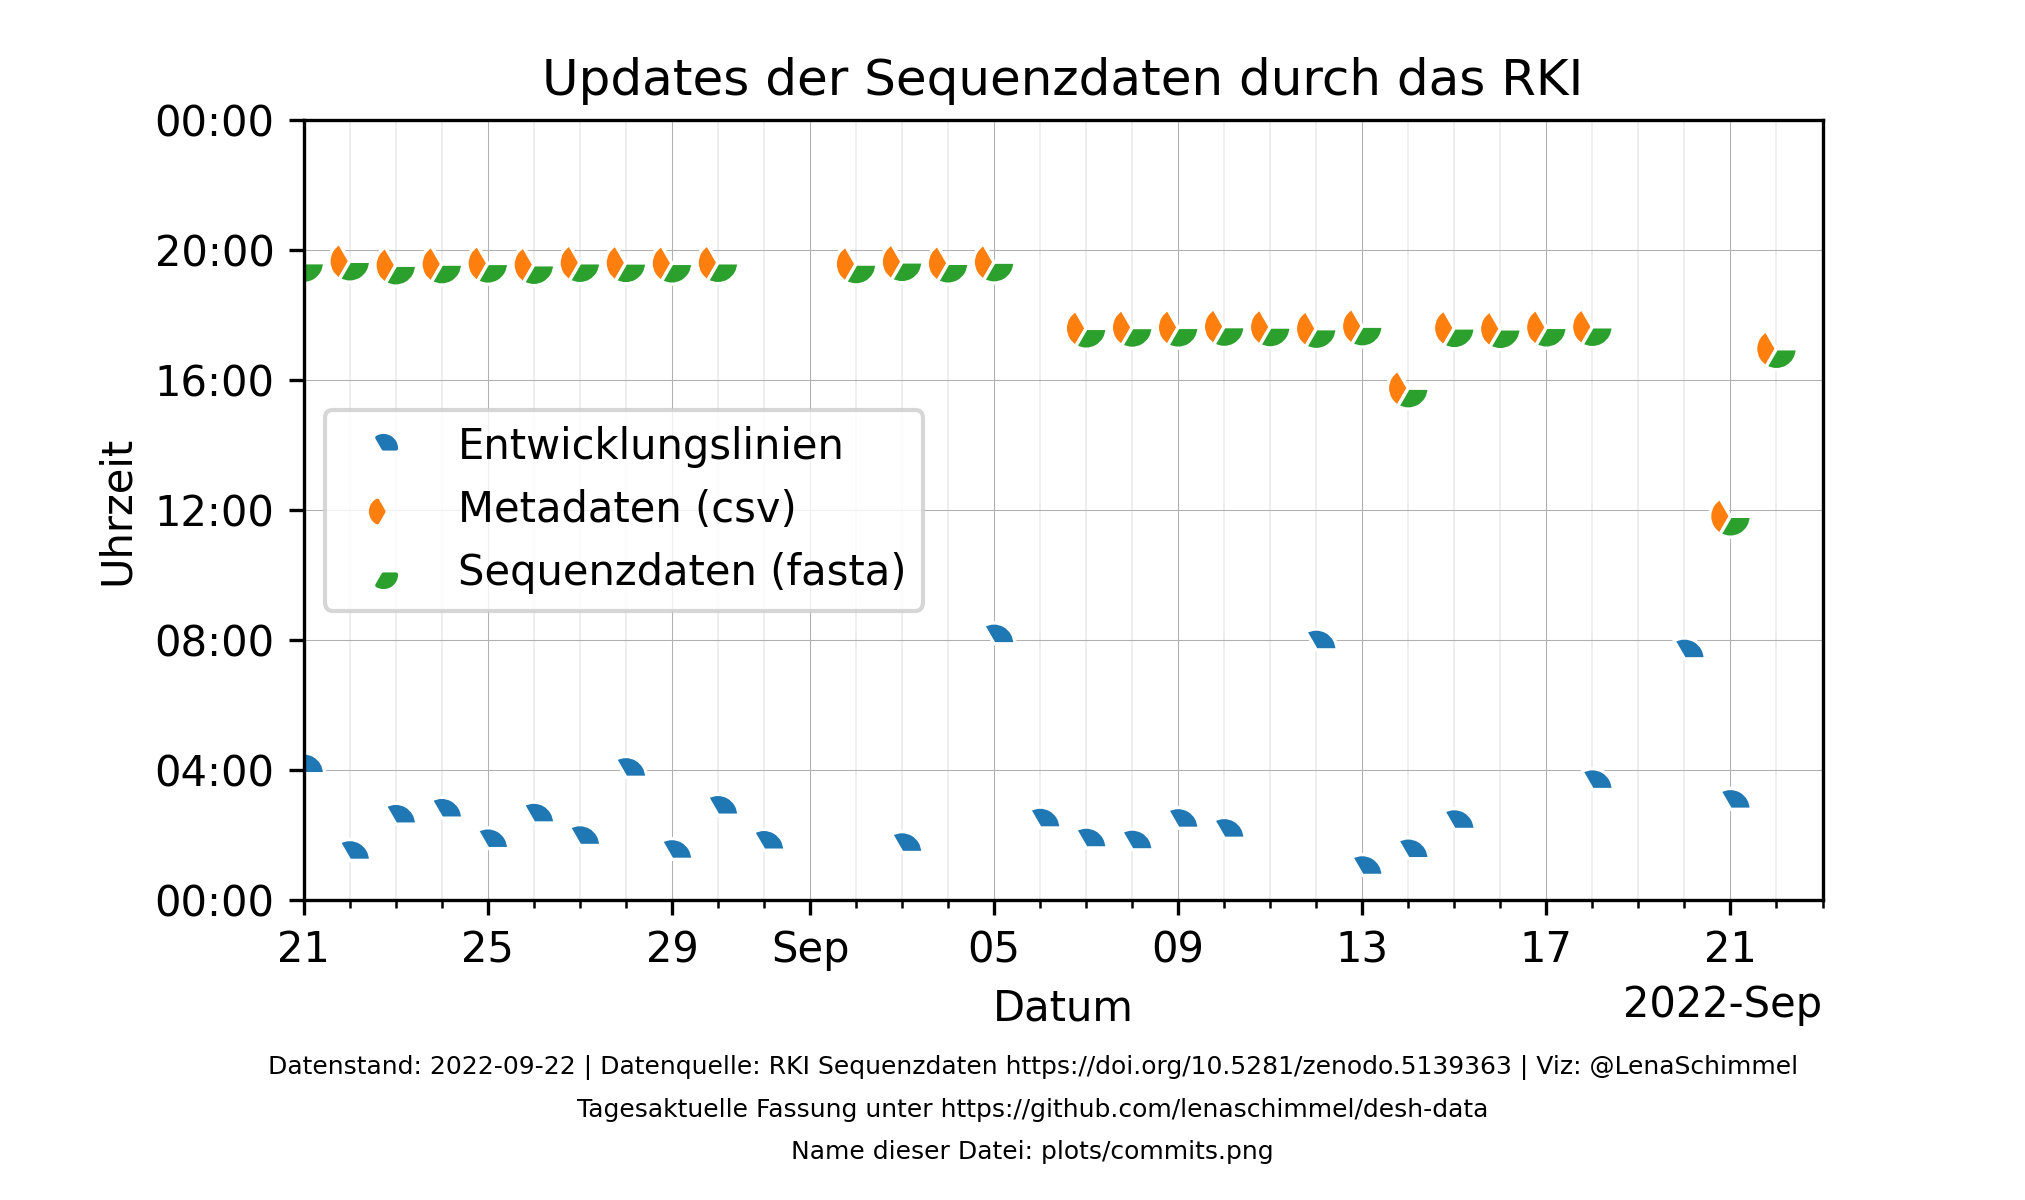 Updates der Sequenzdaten durch das RKI
00:00
20:00
16:00
12:00
08:00
04:00
00:00
Uhrzeit
Entwicklungslinien
Metadaten (csv)
Sequenzdaten (fasta)
21 25 29 Sep 05 09 13 17 21
Datum
2022-Sep
Datenstand: 2022-09-22 | Datenquelle: RKI Sequenzdaten https://doi.org/10.5281/zenodo.5139363 | Viz: @LenaSchimmel
Tagesaktuelle Fassung unter https://github.com/lenaschimmel/desh-data
Name dieser Datei: plots/commits.png